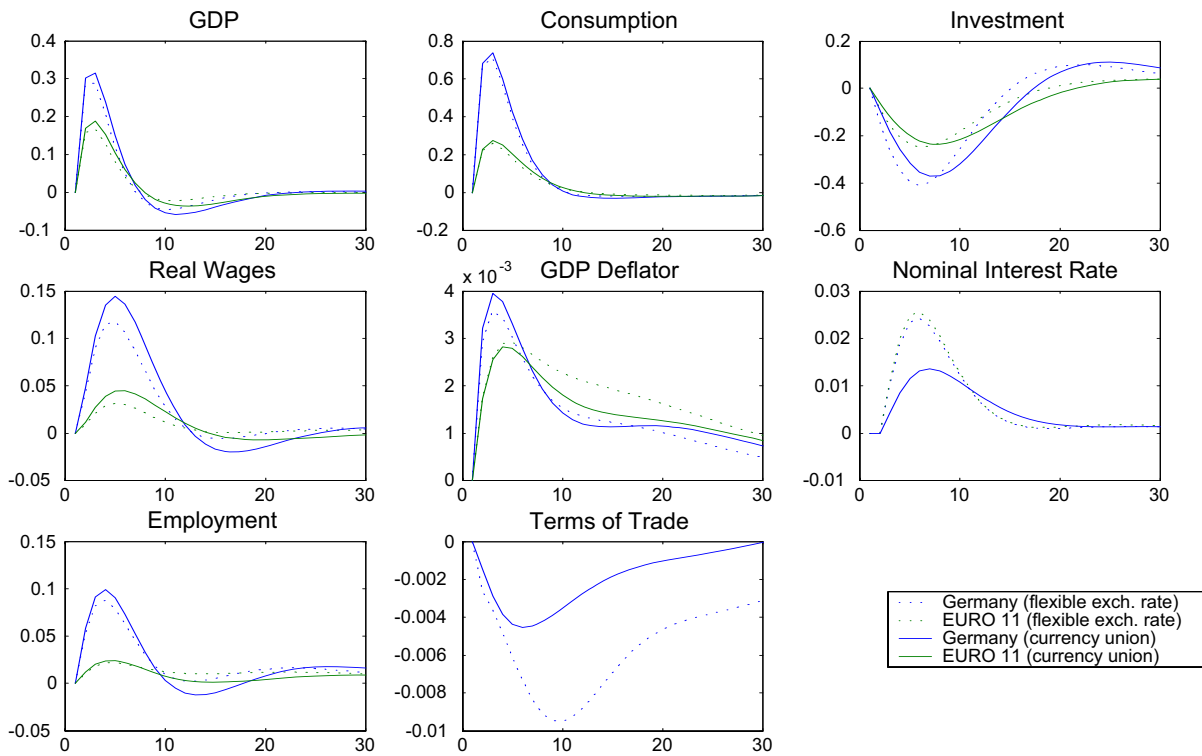 GDP
0.4
0.3
0.2
0.1
0
-0.1
0 10 20 30
Consumption
0.8
0.6
0.4
0.2
0
0.2
0 10 20 30
Investment
0.2
0
-0.2
-0.4
-0.6
0 10 20 30
Real Wages
0.15
0.1
0.05
0
-0.05
0 10 20 30
GDP Deflator
x 10-3
4
3
2
1
0
0 10 20 30
Nominal Interest Rate
0.03
0.02
0.01
0
-0.01
0 10 20 30
Employment
0.15
0.1
0.05
0
-0.05
0 10 20 30
Terms of Trade
0
-0.002
-0.004
-0.006
-0.008
-0.01
0 10 20 30
Germany (flexible exch. rate)
EURO 11 (flexible exch. rate)
Germany (currency union)
EURO 11 (currency union)